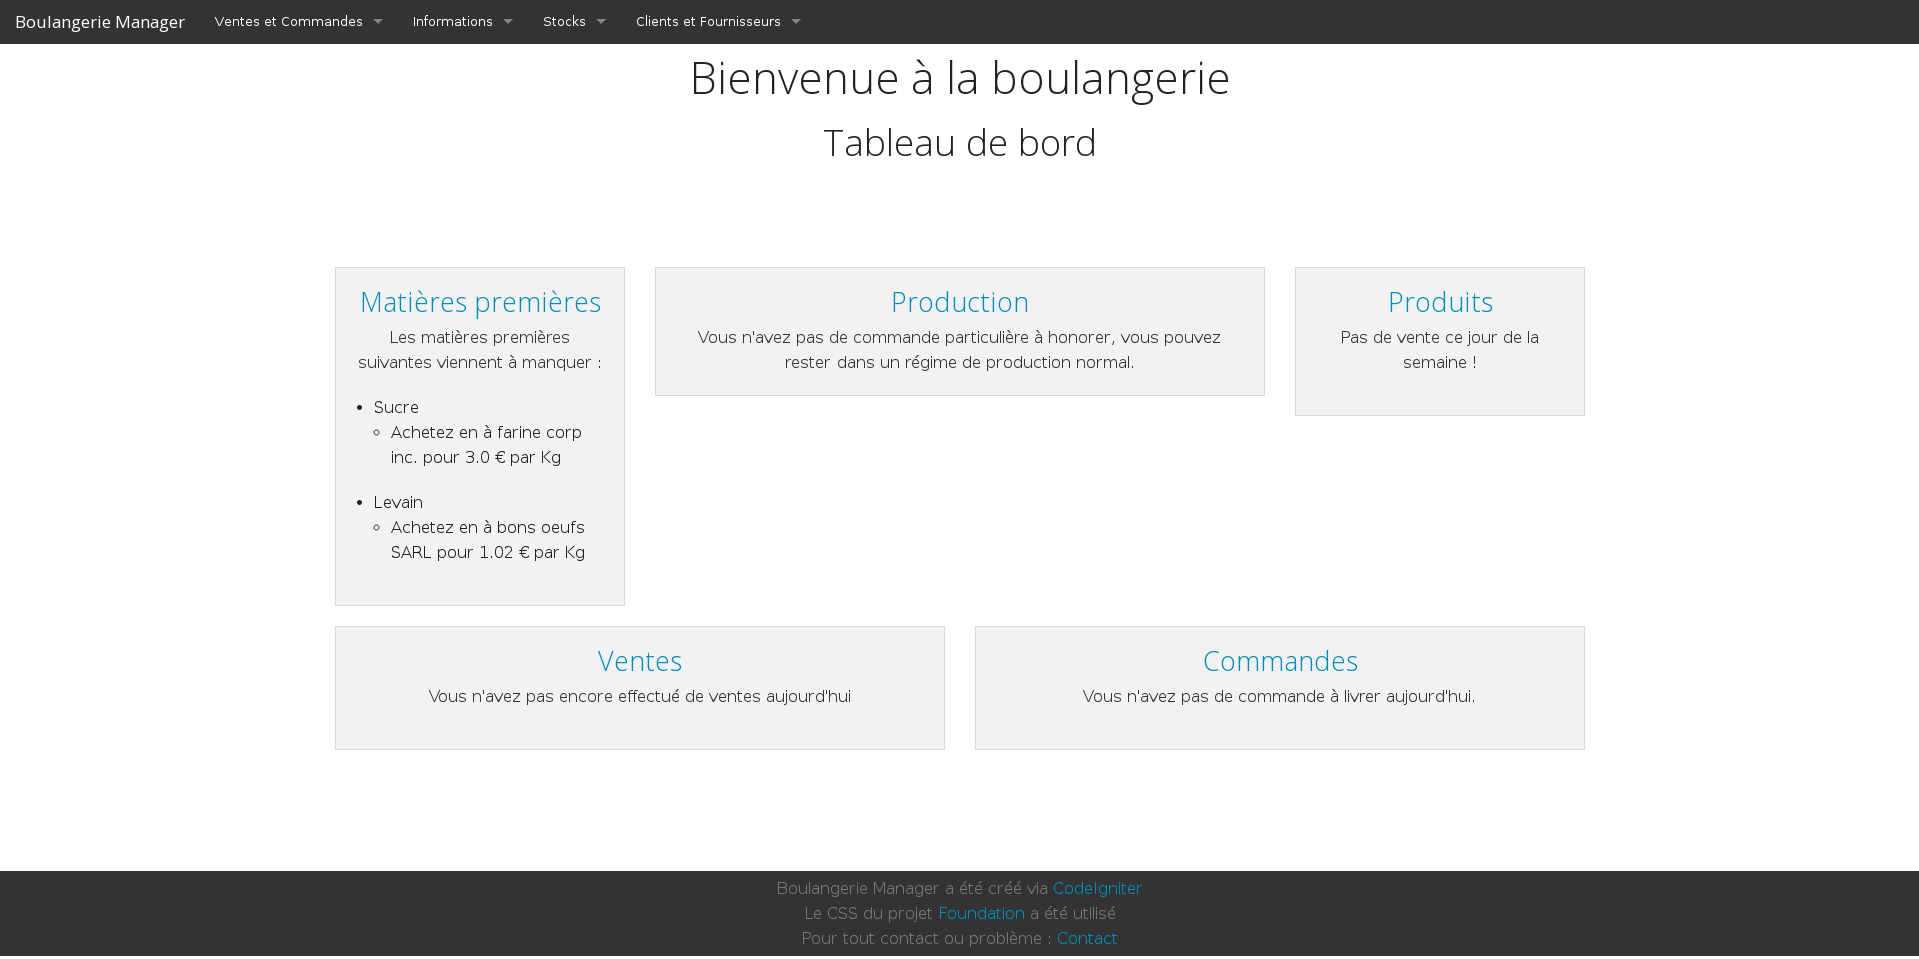 Boulangerie Manager Ventes et Commandes Informations Stocks Clients et Fournisseurs
Bienvenue à la boulangerie
Tableau de bord
Matières premières
Les matières premières
suivantes viennent à manquer :
Sucre
Achetez en à farine corp
inc. pour 3.0 € par Kg
Levain
Achetez en à bons oeufs
SARL pour 1.02 € par Kg
Production
Vous n'avez pas de commande particulière à honorer, vous pouvez
rester dans un régime de production normal.
Produits
Pas de vente ce jour de la
semaine !
Ventes
Vous n'avez pas encore effectué de ventes aujourd'hui
Commandes
Vous n'avez pas de commande à livrer aujourd'hui.
Boulangerie Manager a été créé via CodeIgniter
Le CSS du projet Foundation a été utilisé
Pour tout contact ou problème : Contact